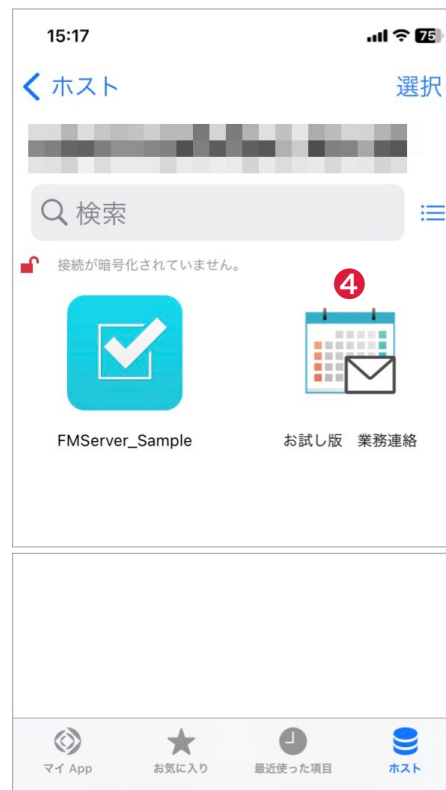 15:17
75
ホスト
選択
検索
接続が暗号化されていません。
❹
FMServer_Sample
お試し版 業務連絡
マイ App
お気に入り
最近使った項目
ホスト